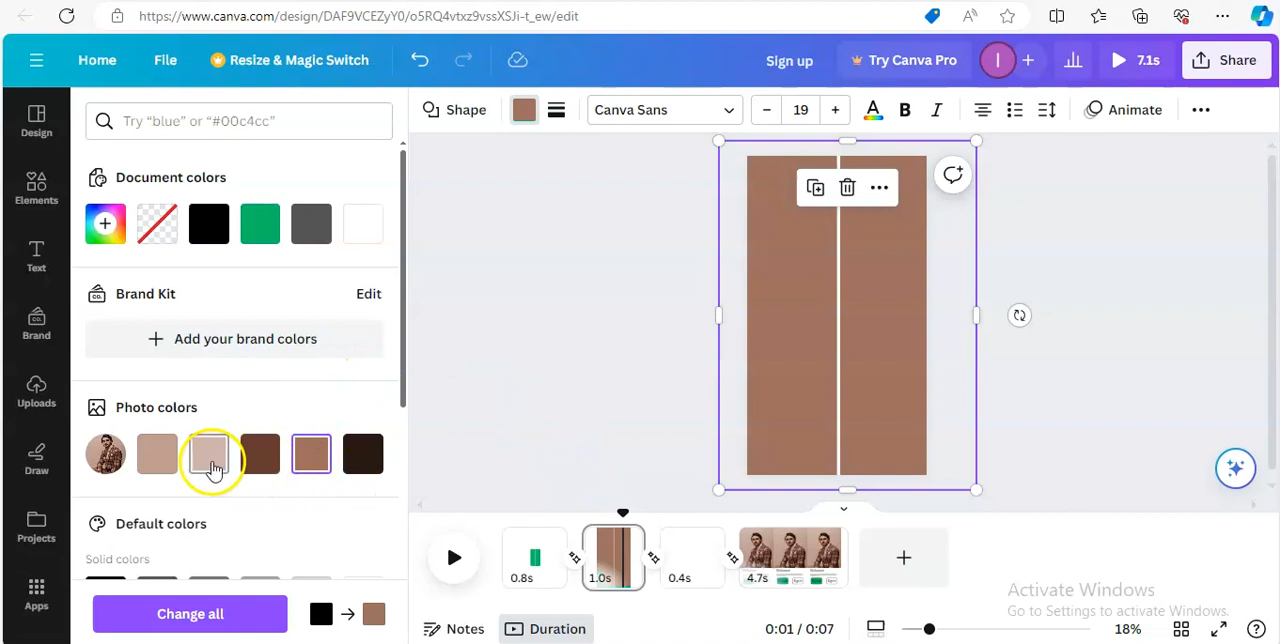 https://www.canva.com/design/DAF9VCEZyY0/o5RQ4vtxz9vssXSJi-t_ew/edit
Home File Resize & Magic Switch Sign up Try Canva Pro I 7.1s Share
Design
Elements
Text
Brand
Uploads
Draw
Projects
Apps
Try “blue” or “#00c4cc”
Document colors
Brand Kit Edit
Add your brand colors
Photo colors
Default colors
Solid colors
Change all
Shape Canva Sans 19 A B I Animate
0.8s 1.0s 0.4s 4.7s
Notes Duration 0:01 / 0:07 18%
Activate Windows
Go to Settings to activate Windows.